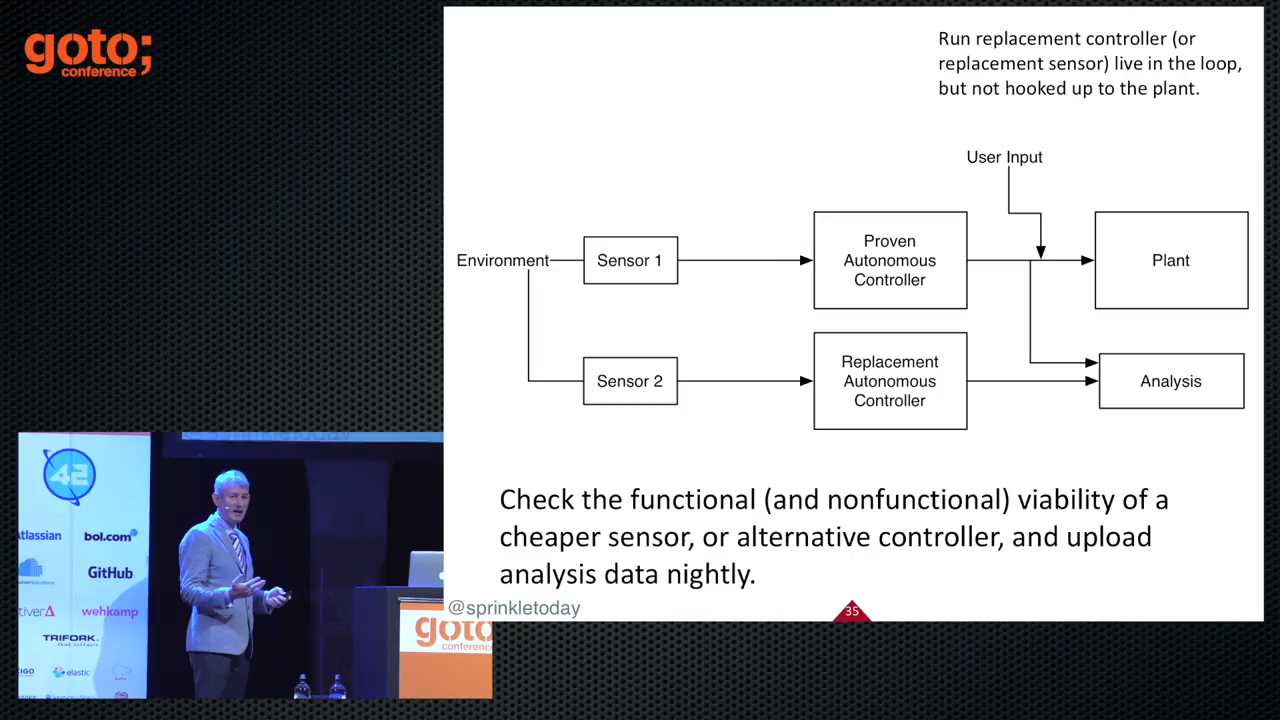 goto;
conference
Run replacement controller (or
replacement sensor) live in the loop,
but not hooked up to the plant.
User Input
Environment
Sensor 1
Proven
Autonomous
Controller
Plant
Sensor 2
Replacement
Autonomous
Controller
Analysis
Check the functional (and nonfunctional) viability of a
cheaper sensor, or alternative controller, and upload
analysis data nightly.
@sprinkletoday
35
42
tlassian
bol.com
GitHub
wehkamp
TRIFORK.
elastic
goto
conference